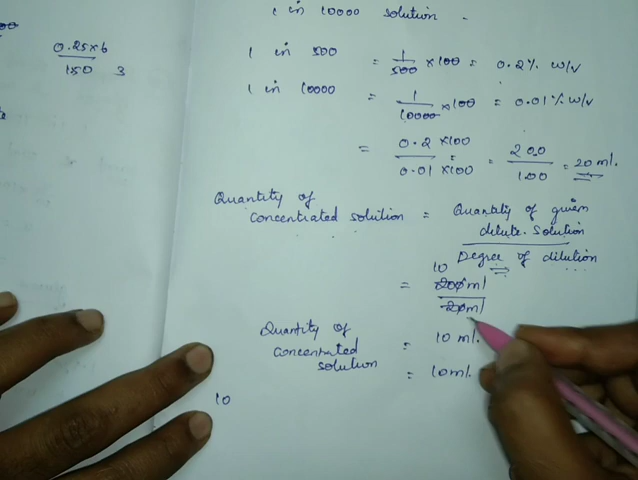 1 in 10000 solution.
0.25x6
150 3
1 in 500 = 1/500 x100 = 0.2% w/v
1 in 10000 = 1/10000 x100 = 0.01% w/v
= 0.2 x100 / 0.01 x100 = 200/1.00 = 20 ml.
Quantity of
concentrated solution = Quantity of given
dilute. Solution
Degree of dilution
10
= 200 ml
20 ml
Quantity of
concentrated = 10 ml.
solution = 10 ml.
10